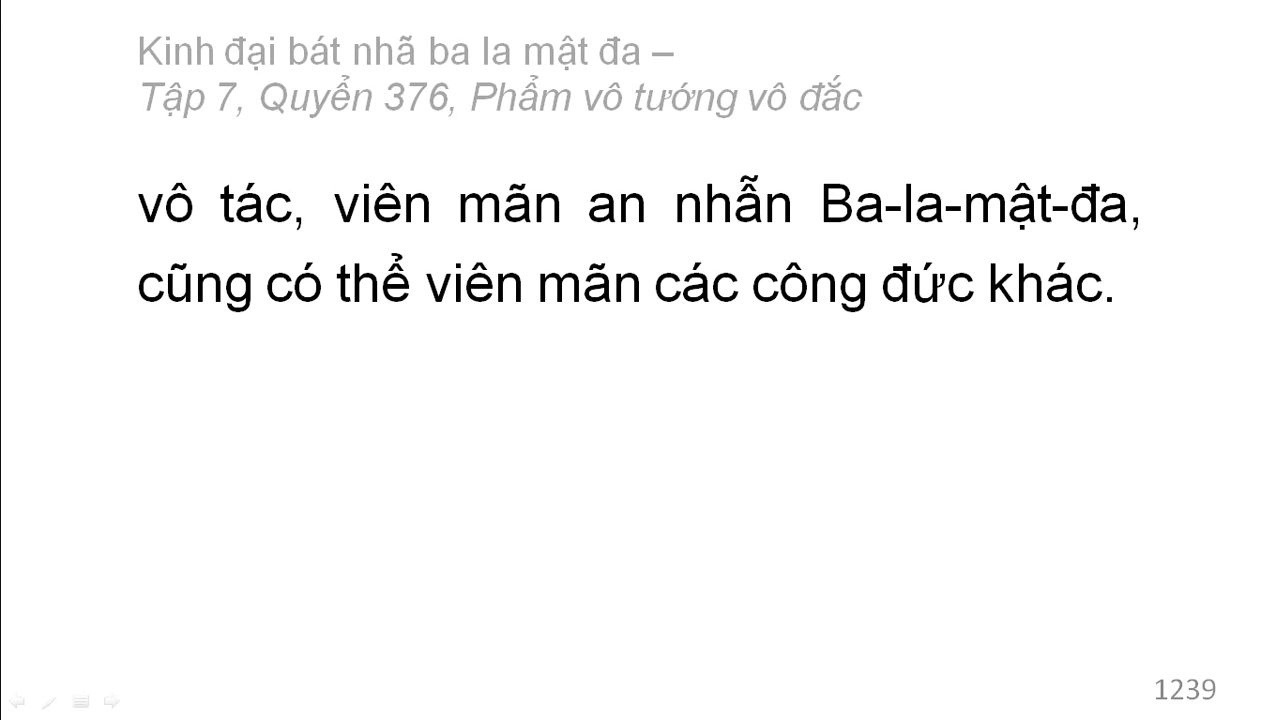 Kinh đại bát nhã ba la mật đa –
Tập 7, Quyển 376, Phẩm vô tướng vô đắc
vô tác, viên mãn an nhẫn Ba-la-mật-đa,
cũng có thể viên mãn các công đức khác.
1239